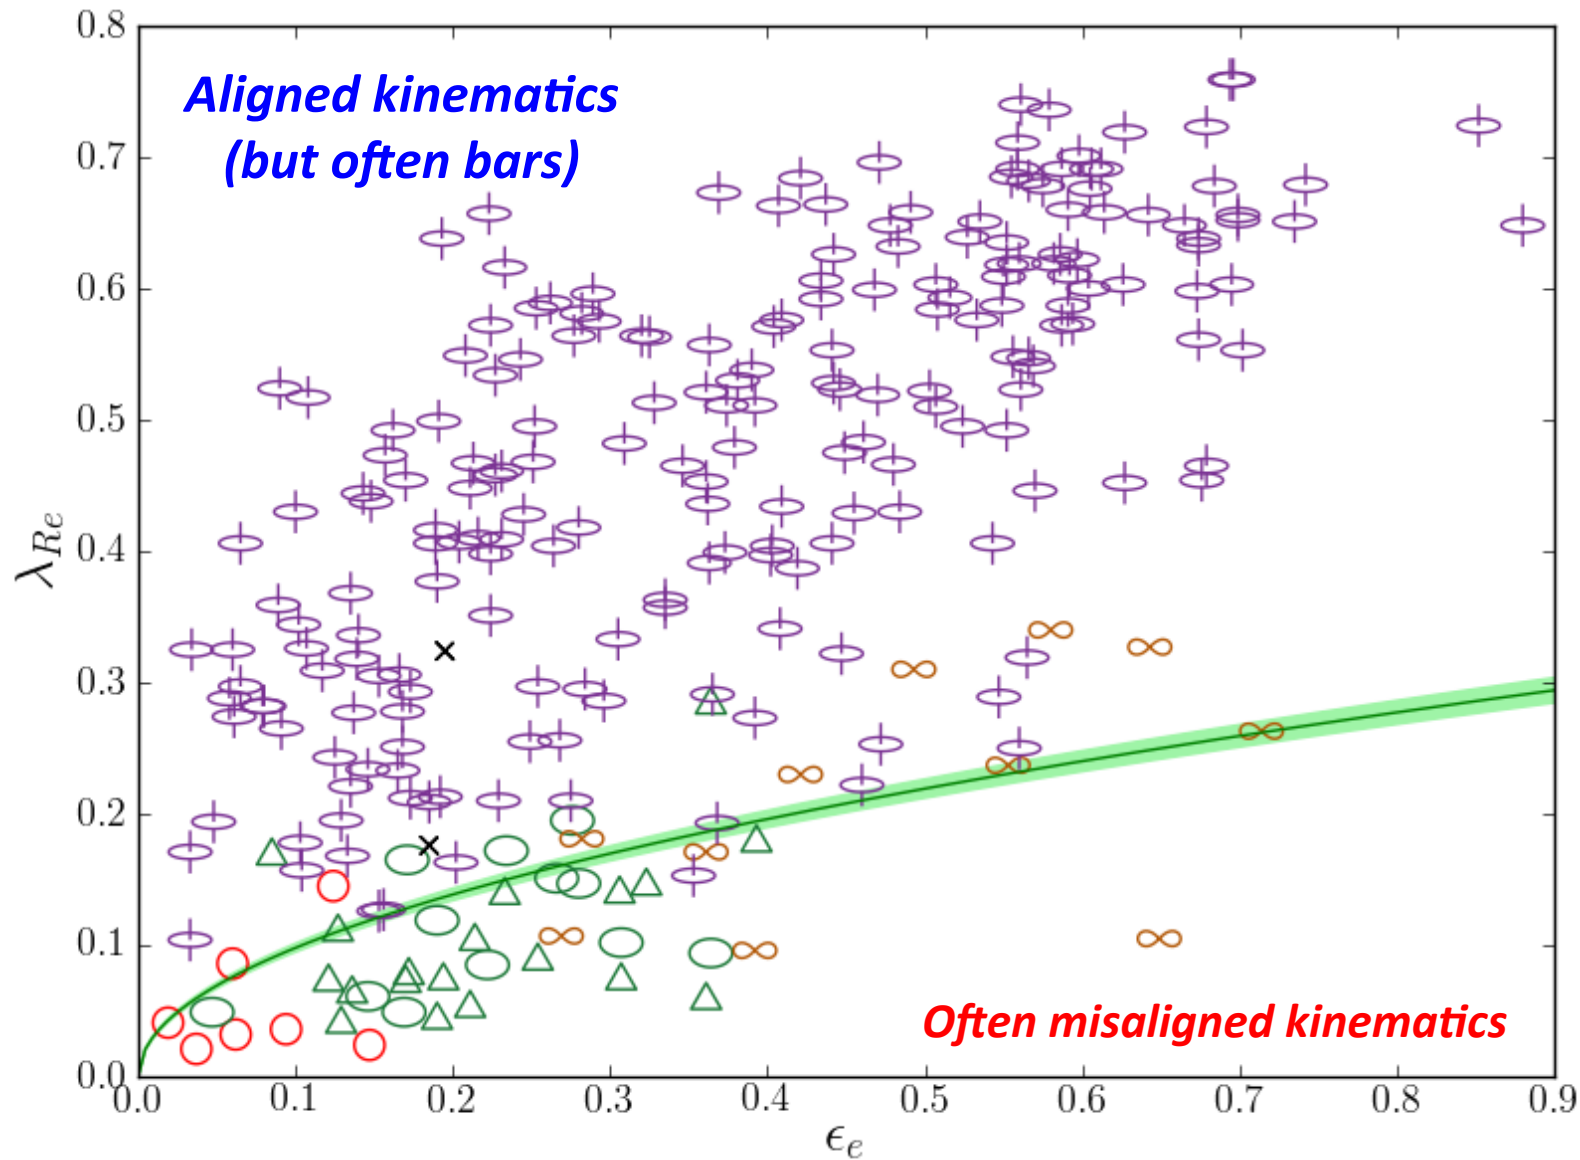 Aligned kinematics
(but often bars)
0.8
0.7
0.6
0.5
0.4
0.3
0.2
0.1
0.0
λRe
Often misaligned kinematics
0.0 0.1 0.2 0.3 0.4 0.5 0.6 0.7 0.8 0.9
ϵe